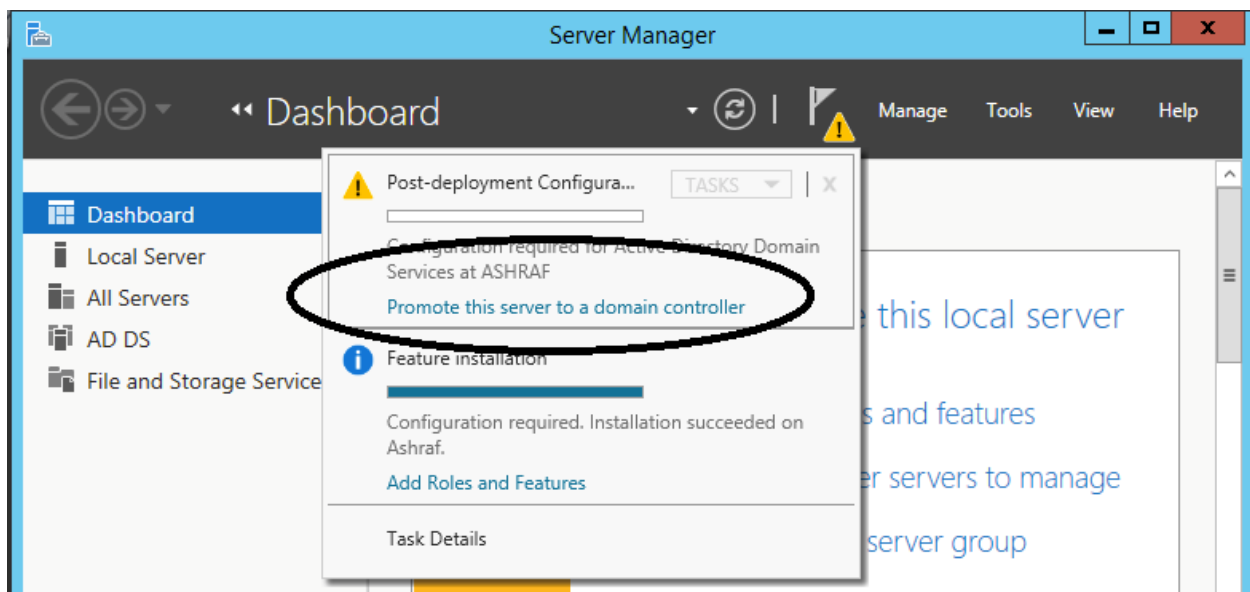 Server Manager
Dashboard
Manage Tools View Help
Dashboard
Local Server
All Servers
AD DS
File and Storage Service
Post-deployment Configura...
TASKS
Configuration required for Active Directory Domain
Services at ASHRAF
Promote this server to a domain controller
Feature installation
Configuration required. Installation succeeded on
Ashraf.
Add Roles and Features
Task Details
this local server
and features
servers to manage
server group